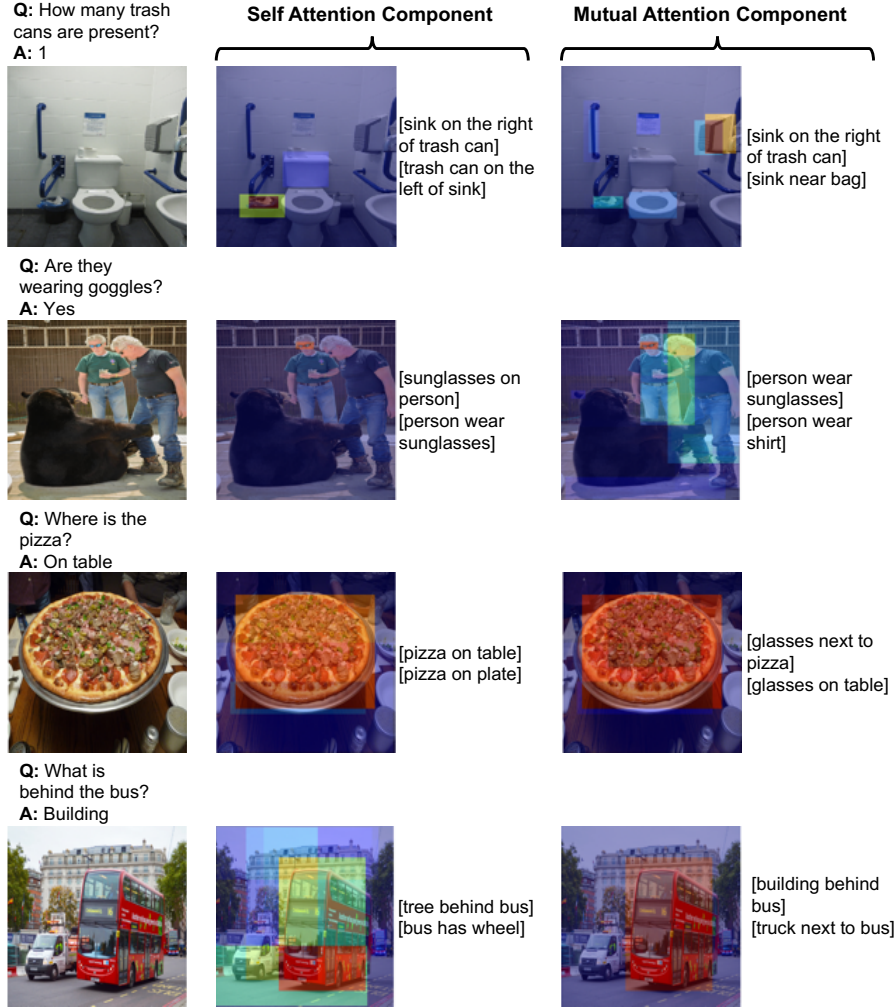 Q: How many trash
cans are present?
A: 1
Self Attention Component
Mutual Attention Component
[sink on the right
of trash can]
[trash can on the
left of sink]
[sink on the right
of trash can]
[sink near bag]
Q: Are they
wearing goggles?
A: Yes
[sunglasses on
person]
[person wear
sunglasses]
[person wear
sunglasses]
[person wear
shirt]
Q: Where is the
pizza?
A: On table
[pizza on table]
[pizza on plate]
[glasses next to
pizza]
[glasses on table]
Q: What is
behind the bus?
A: Building
[tree behind bus]
[bus has wheel]
[building behind
bus]
[truck next to bus]